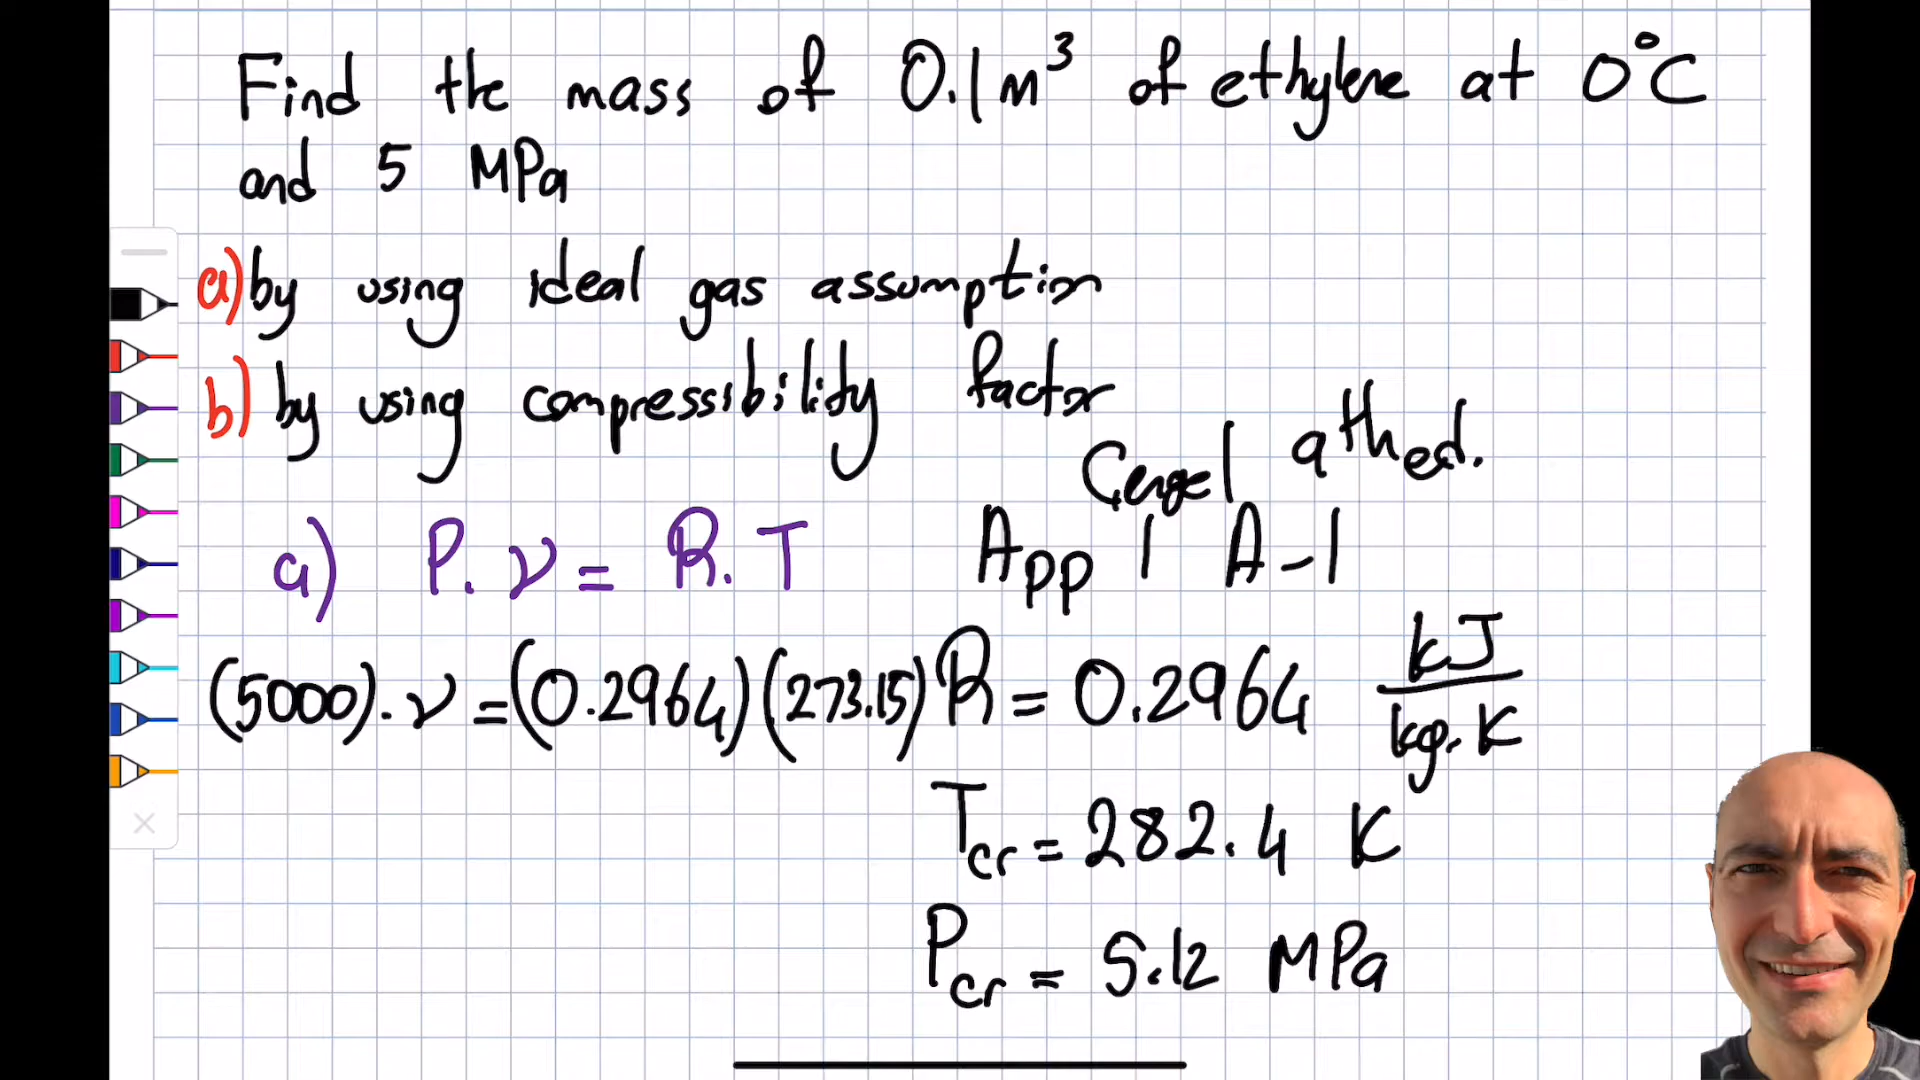 Find the mass of 0.1 m³ of ethylene at 0°C
and 5 MPa
a) by using ideal gas assumption
b) by using compressibility factor
Çengel 9th ed.
a) P. ν = R. T
App 1 A-1
(5000). ν = (0.2964)(273.15)
R = 0.2964 kJ/kg.K
Tcr = 282.4 K
Pcr = 5.12 MPa